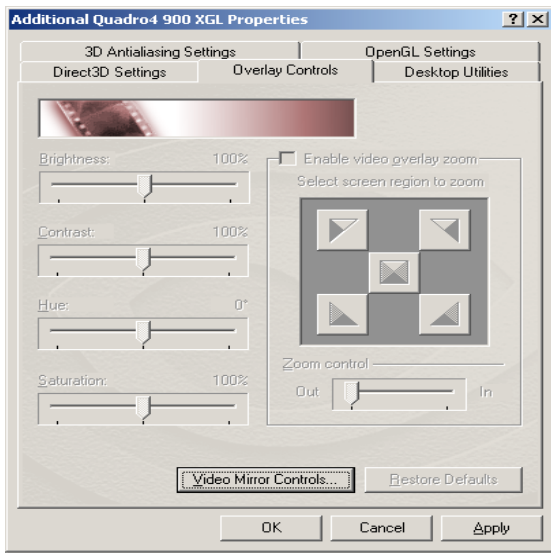 Additional Quadro4 900 XGL Properties
3D Antialiasing Settings OpenGL Settings
Direct3D Settings Overlay Controls Desktop Utilities
Brightness: 100%
Enable video overlay zoom
Select screen region to zoom
Contrast: 100%
Hue: 0°
Zoom control
Saturation: 100%
Out In
Video Mirror Controls... Restore Defaults
OK Cancel Apply